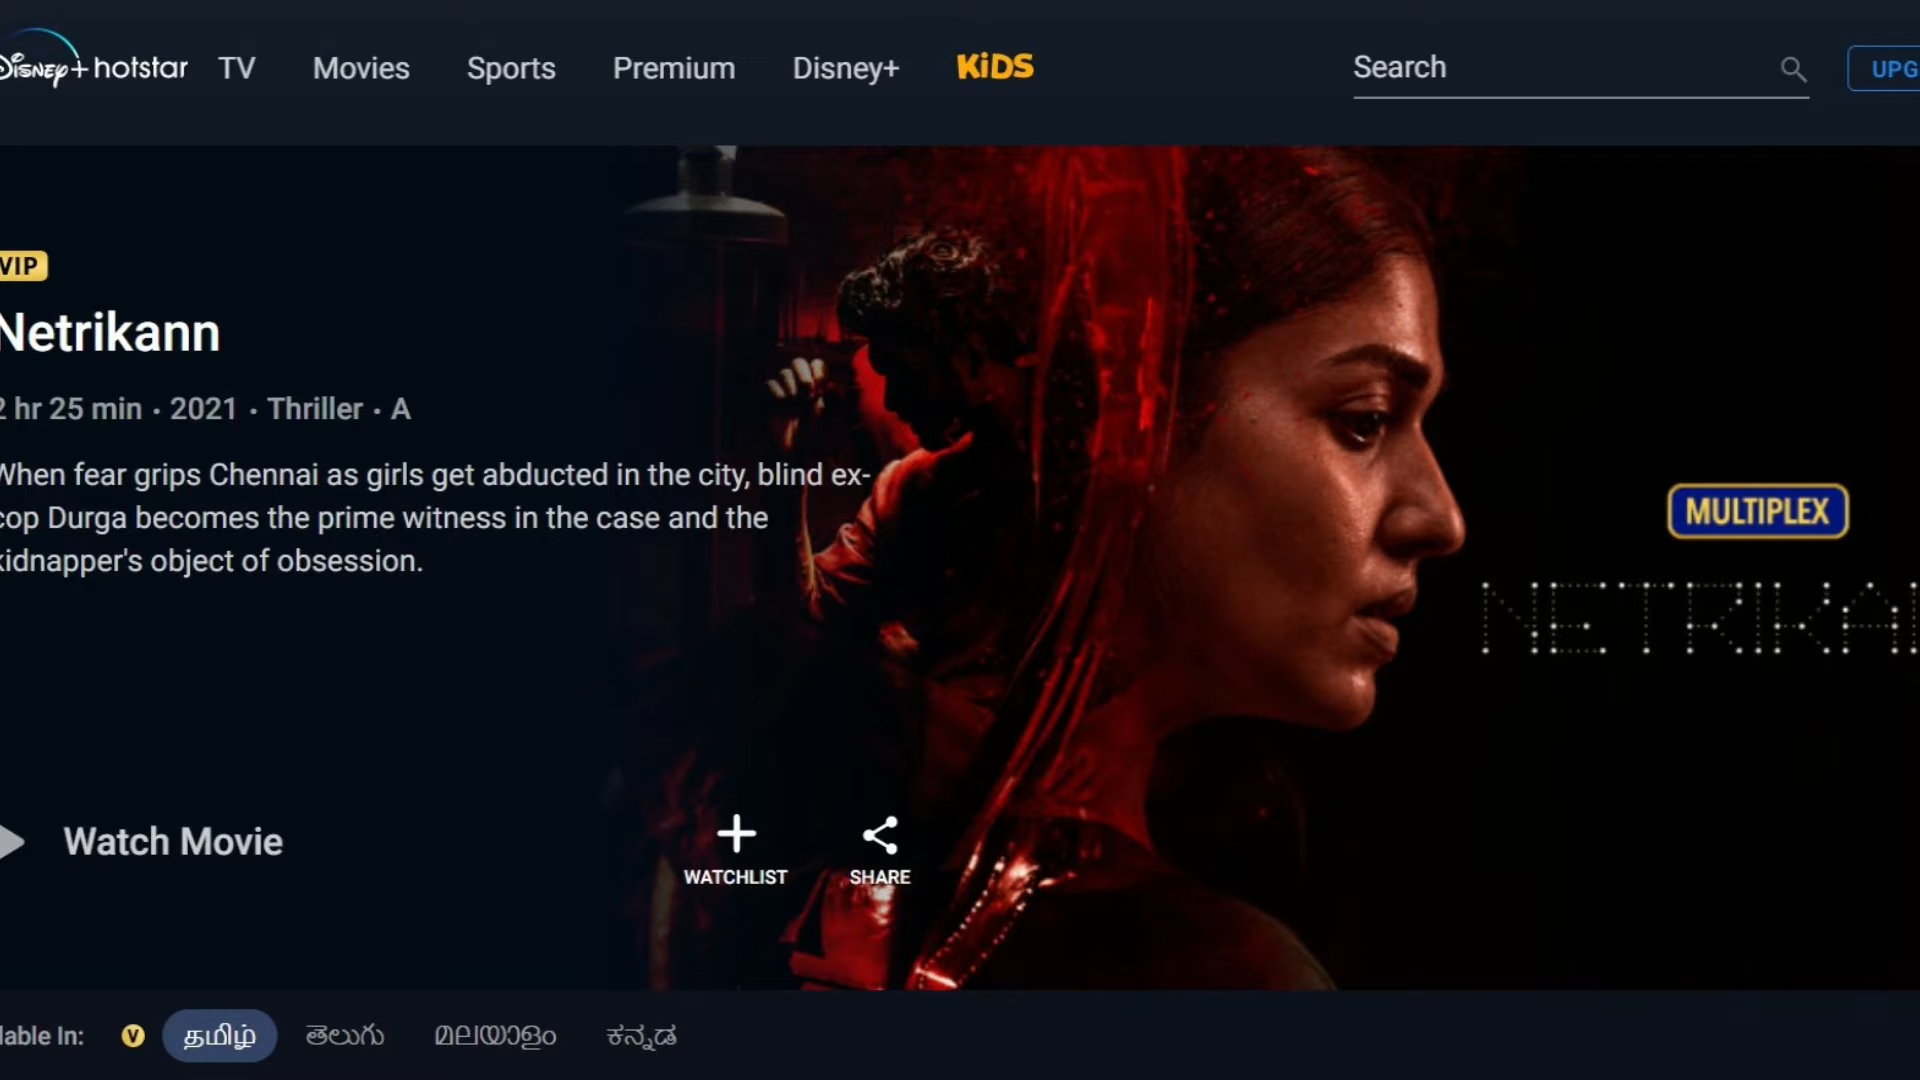 Disney+ hotstar TV Movies Sports Premium Disney+ KiDS Search UPG
VIP
Netrikann
2 hr 25 min • 2021 • Thriller • A
When fear grips Chennai as girls get abducted in the city, blind ex-
cop Durga becomes the prime witness in the case and the
kidnapper's object of obsession.
MULTIPLEX
NETRIKAN
Watch Movie
WATCHLIST
SHARE
lable In: V தமிழ் తెలుగు മലയാളം ಕನ್ನಡ